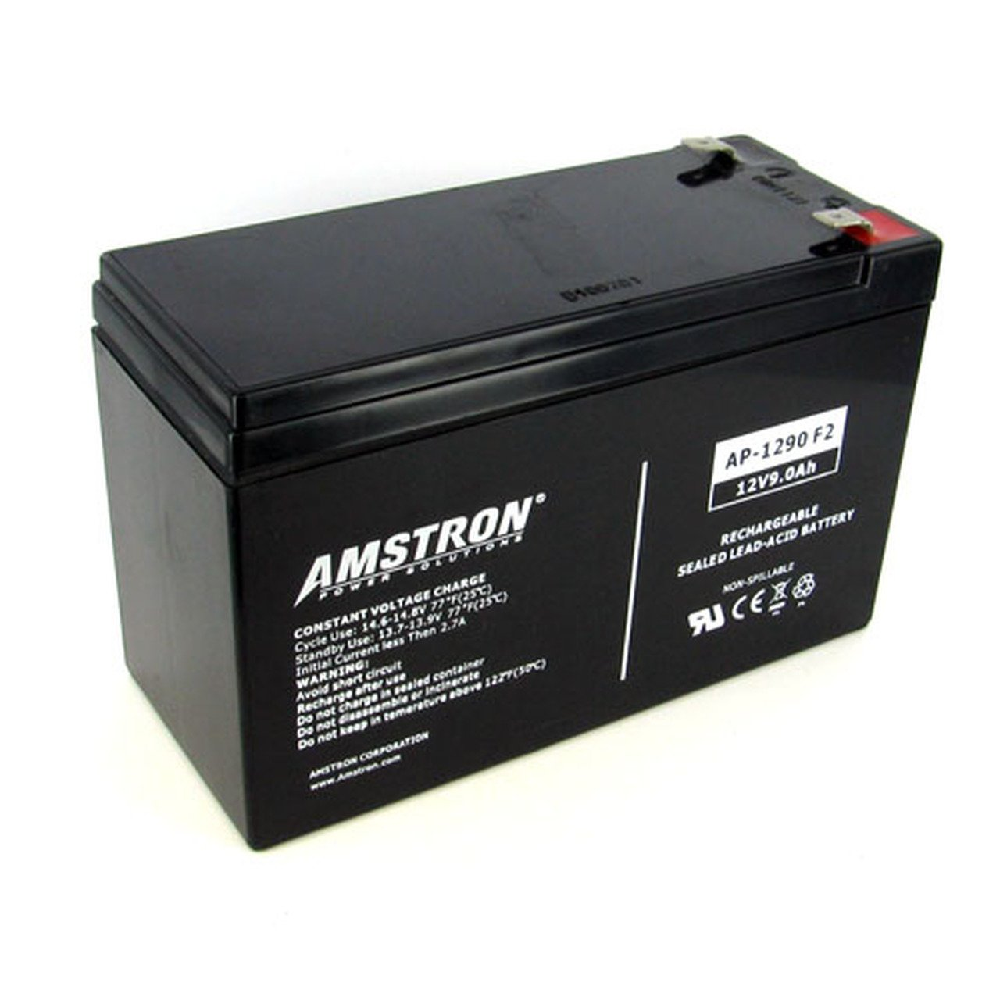 AMSTRON®
POWER SOLUTIONS
CONSTANT VOLTAGE CHARGE
Cycle Use: 14.6-14.8V 77°F(25℃)
Standby Use: 13.7-13.9V 77°F(25℃)
Initial Current less Then 2.7A
WARNING:
Avoid short circuit
Recharge after use
Do not charge in sealed container
Do not disassemble or incinerate
Do not keep in temerature above 122°F(50℃)
AMSTRON CORPORATION
www.Amstron.com
AP-1290 F2
12V9.0Ah
RECHARGEABLE
SEALED LEAD-ACID BATTERY
NON-SPILLABLE
CE
Pb